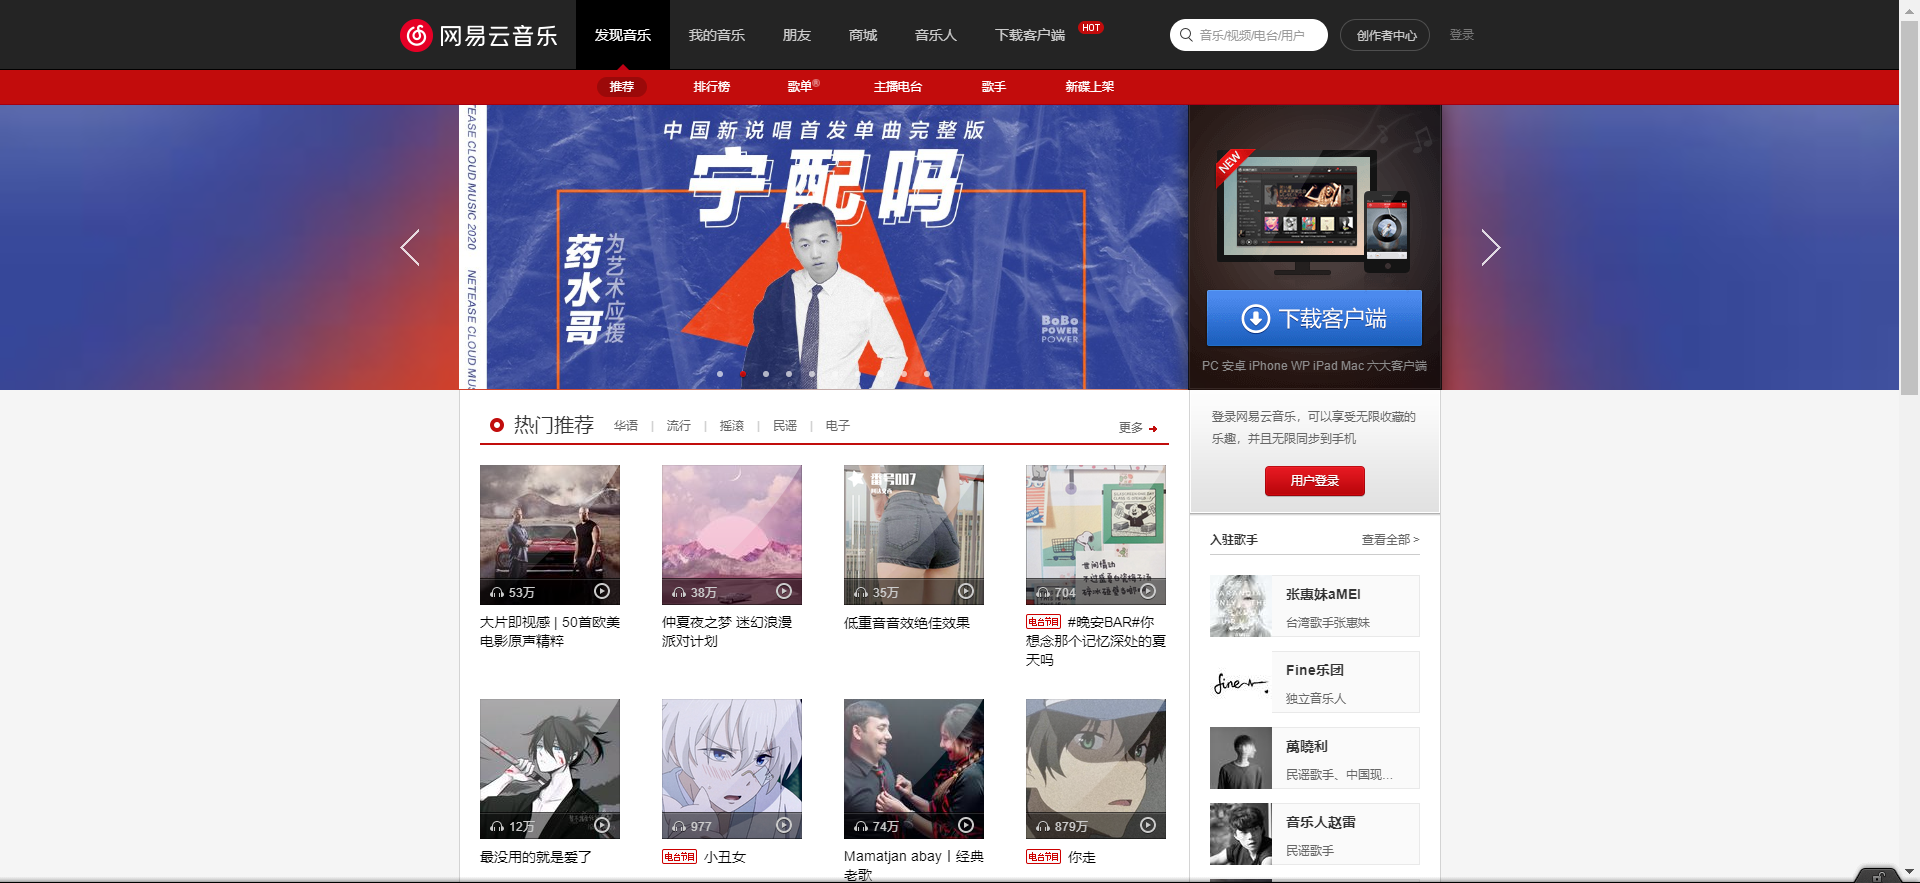 网易云音乐
发现音乐
我的音乐
朋友
商城
音乐人
下载客户端
HOT
音乐/视频/电台/用户
创作者中心
登录
推荐
排行榜
歌单®
主播电台
歌手
新碟上架
EASE CLOUD MUSIC 2020
NETEASE CLOUD MUS
中国新说唱首发单曲完整版
宁配吗
药水哥
为艺术应援
BoBo
POWER
POWER
NEW
下载客户端
PC 安卓 iPhone WP iPad Mac 六大客户端
热门推荐
华语 | 流行 | 摇滚 | 民谣 | 电子
更多
登录网易云音乐，可以享受无限收藏的
乐趣，并且无限同步到手机
用户登录
番号007
53万
38万
35万
世间情动
704
大片即视感 | 50首欧美
电影原声精粹
仲夏夜之梦 迷幻浪漫
派对计划
低重音音效绝佳效果
电台节目 #晚安BAR#你
想念那个记忆深处的夏
天吗
12万
977
74万
879万
最没用的就是爱了
电台节目 小丑女
Mamatjan abay丨经典
老歌
电台节目 你走
入驻歌手
查看全部 >
张惠妹aMEI
台湾歌手张惠妹
fine
Fine乐团
独立音乐人
萬曉利
民谣歌手、中国现...
音乐人赵雷
民谣歌手